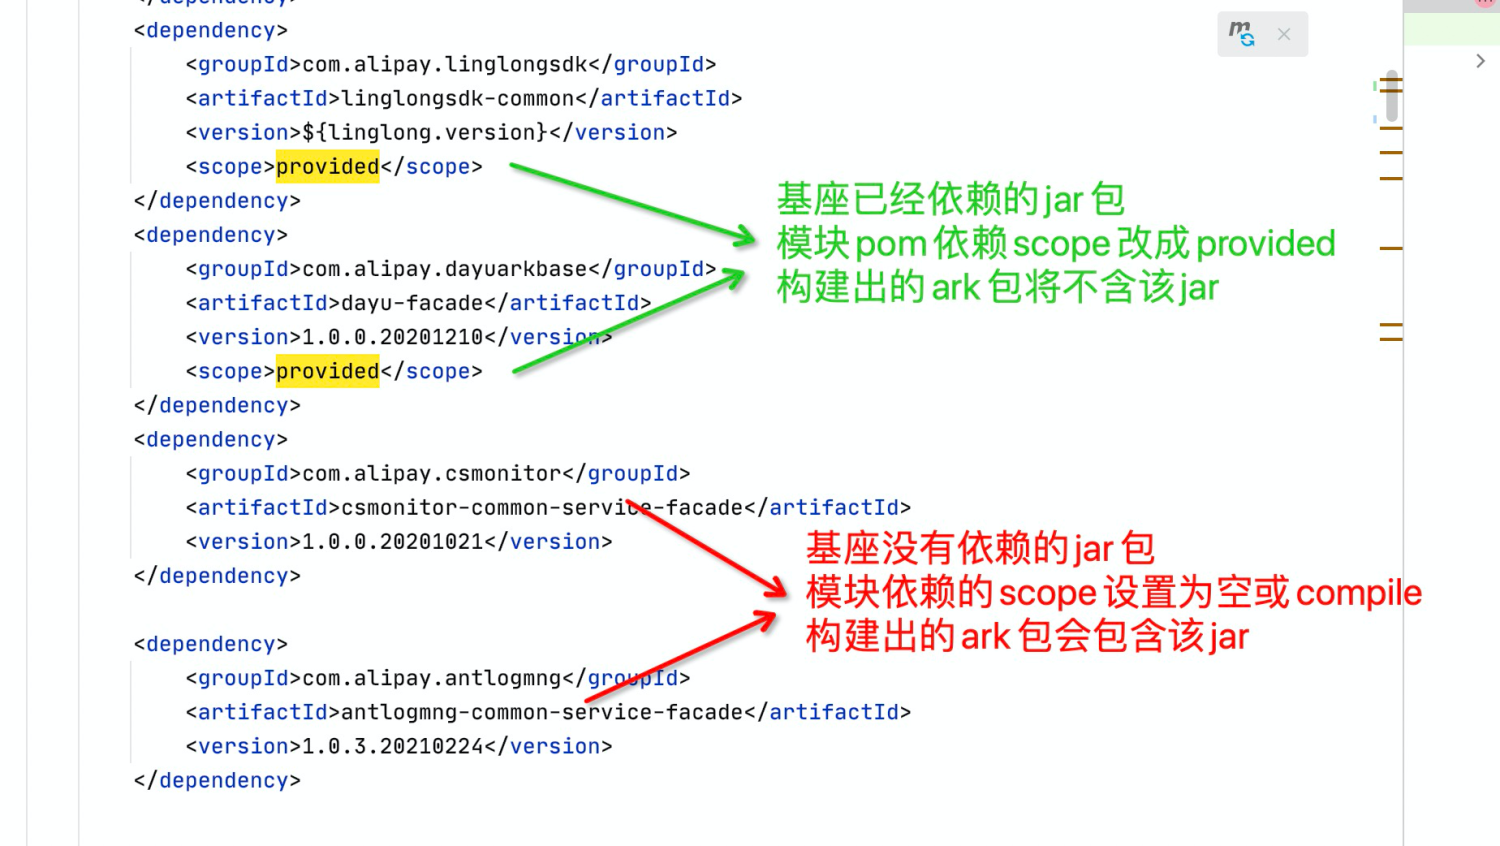 </dependency>
<dependency>
<groupId>com.alipay.linglongsdk</groupId>
<artifactId>linglongsdk-common</artifactId>
<version>${linglong.version}</version>
<scope>provided</scope>
</dependency>
<dependency>
<groupId>com.alipay.dayuarkbase</groupId>
<artifactId>dayu-facade</artifactId>
<version>1.0.0.20201210</version>
<scope>provided</scope>
</dependency>
<dependency>
<groupId>com.alipay.csmonitor</groupId>
<artifactId>csmonitor-common-service-facade</artifactId>
<version>1.0.0.20201021</version>
</dependency>
<dependency>
<groupId>com.alipay.antlogmng</groupId>
<artifactId>antlogmng-common-service-facade</artifactId>
<version>1.0.3.20210224</version>
</dependency>
基座已经依赖的jar包
模块pom依赖scope改成provided
构建出的ark包将不含该jar
基座没有依赖的jar包
模块依赖的scope设置为空或compile
构建出的ark包会包含该jar
m